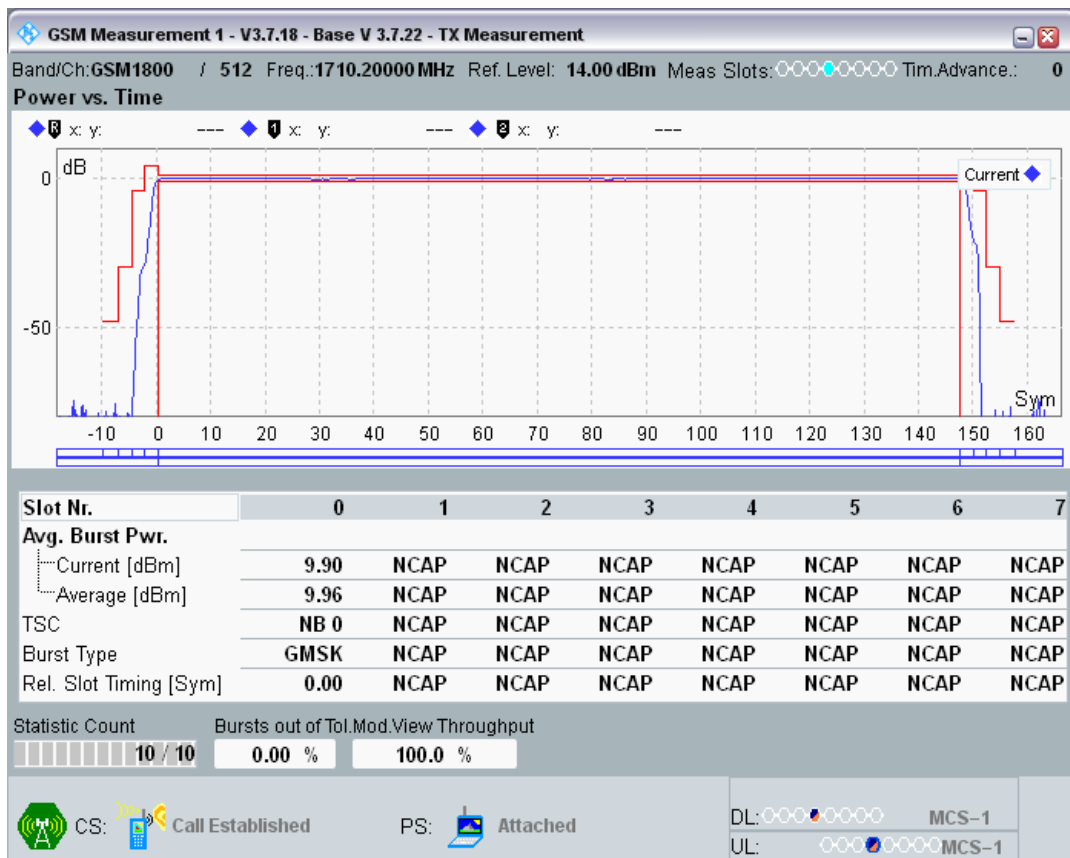 GSM Measurement 1 - V3.7.18 - Base V 3.7.22 - TX Measurement
Band/Ch:GSM1800 / 512 Freq.:1710.20000 MHz Ref. Level: 14.00 dBm Meas Slots: Tim.Advance.: 0
Power vs. Time
R x: y: --- 1 x: y: --- 2 x: y: ---
dB
Current
0
-50
Sym
-10 0 10 20 30 40 50 60 70 80 90 100 110 120 130 140 150 160
Slot Nr. 0 1 2 3 4 5 6 7
Avg. Burst Pwr.
Current [dBm] 9.90 NCAP NCAP NCAP NCAP NCAP NCAP NCAP
Average [dBm] 9.96 NCAP NCAP NCAP NCAP NCAP NCAP NCAP
TSC NB 0 NCAP NCAP NCAP NCAP NCAP NCAP NCAP
Burst Type GMSK NCAP NCAP NCAP NCAP NCAP NCAP NCAP
Rel. Slot Timing [Sym] 0.00 NCAP NCAP NCAP NCAP NCAP NCAP NCAP
Statistic Count Bursts out of Tol.Mod.View Throughput
10 / 10 0.00 % 100.0 %
CS: Call Established PS: Attached DL: MCS-1
UL: MCS-1